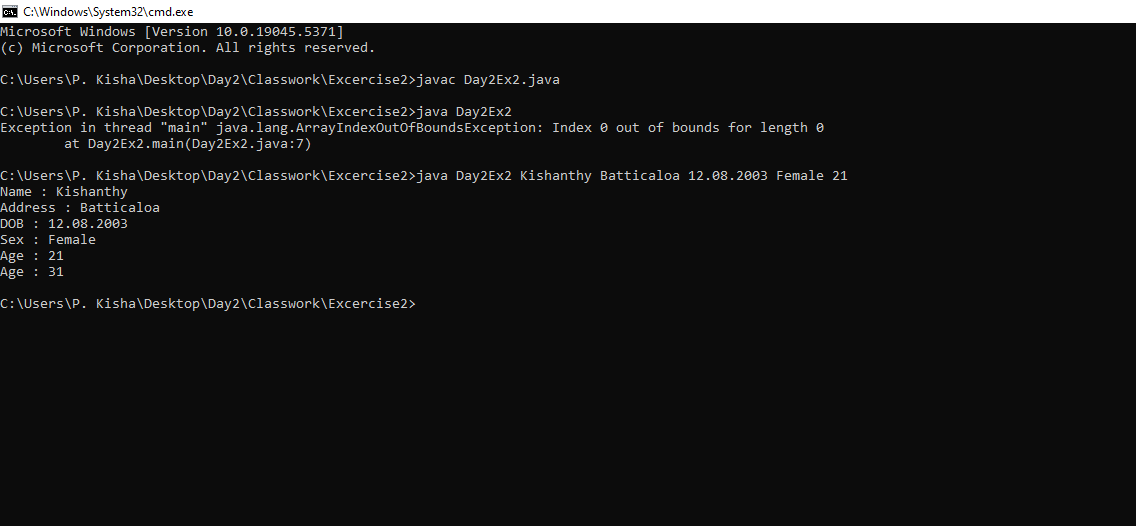 C:\Windows\System32\cmd.exe
Microsoft Windows [Version 10.0.19045.5371]
(c) Microsoft Corporation. All rights reserved.
C:\Users\P. Kisha\Desktop\Day2\Classwork\Excercise2>javac Day2Ex2.java
C:\Users\P. Kisha\Desktop\Day2\Classwork\Excercise2>java Day2Ex2
Exception in thread "main" java.lang.ArrayIndexOutOfBoundsException: Index 0 out of bounds for length 0
        at Day2Ex2.main(Day2Ex2.java:7)
C:\Users\P. Kisha\Desktop\Day2\Classwork\Excercise2>java Day2Ex2 Kishanthy Batticaloa 12.08.2003 Female 21
Name : Kishanthy
Address : Batticaloa
DOB : 12.08.2003
Sex : Female
Age : 21
Age : 31
C:\Users\P. Kisha\Desktop\Day2\Classwork\Excercise2>